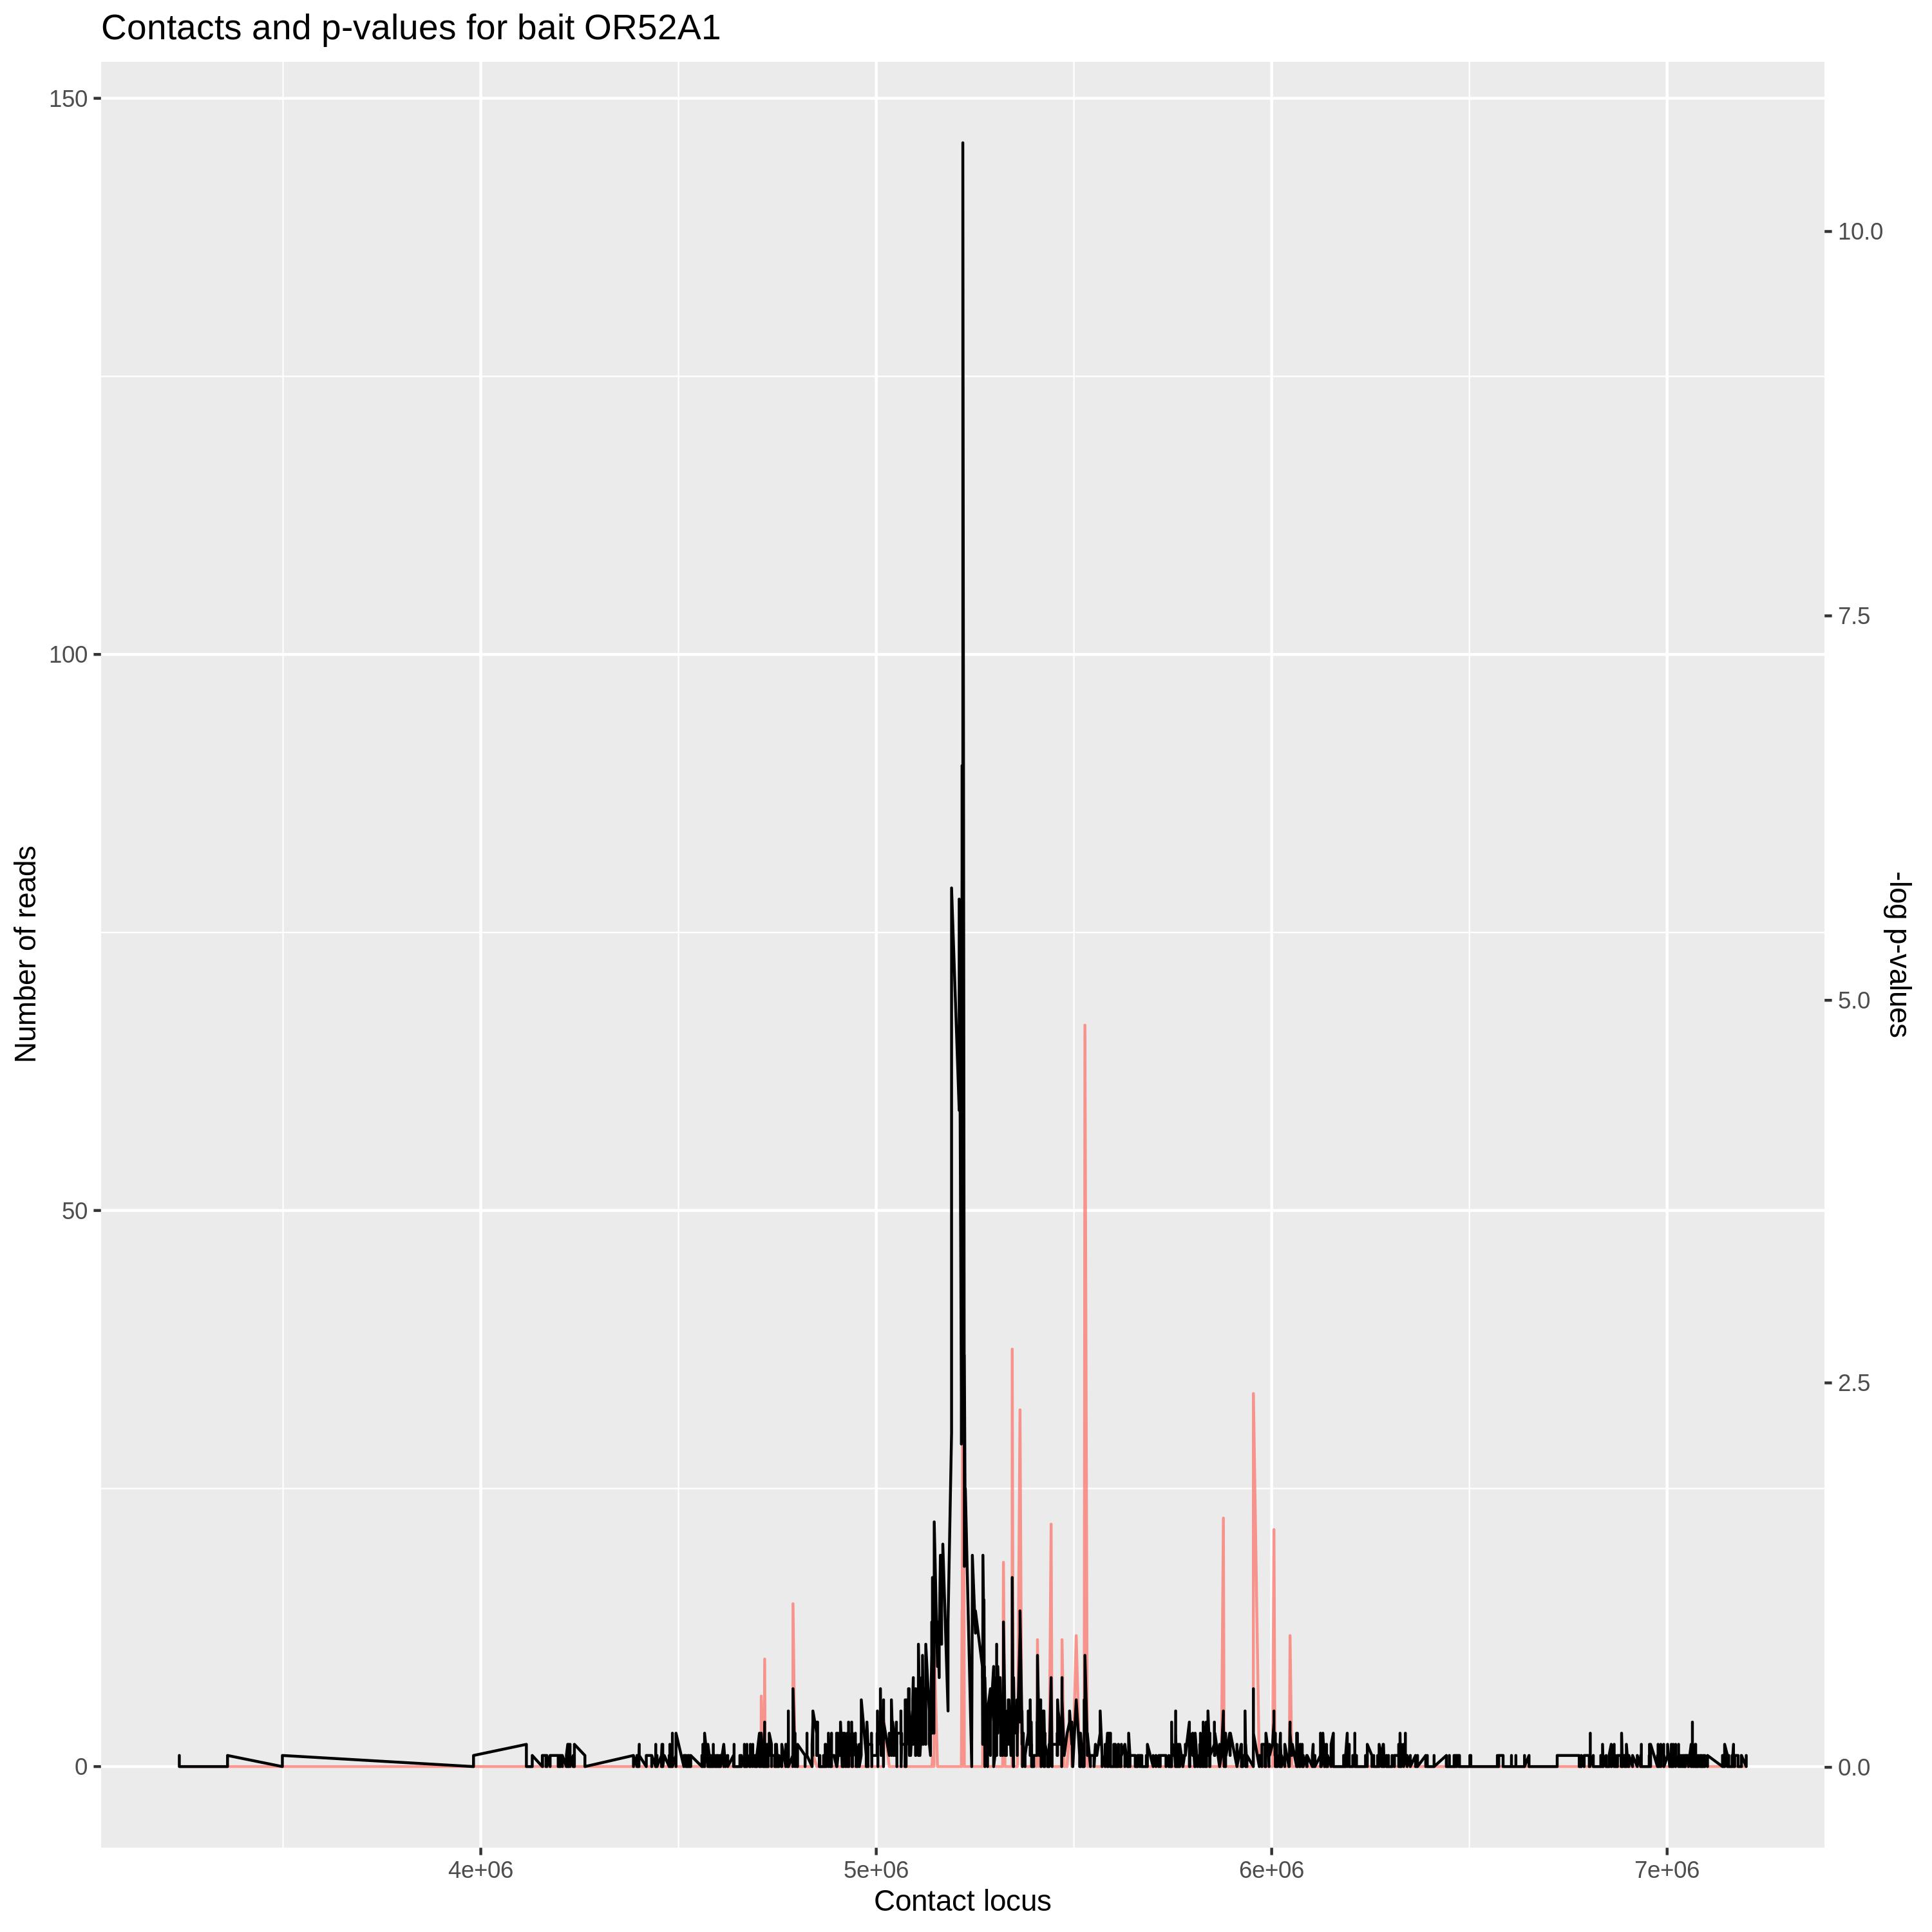 Contacts and p-values for bait OR52A1
150
100
50
0
Number of reads
10.0
7.5
5.0
2.5
0.0
-log p-values
4e+06
5e+06
6e+06
7e+06
Contact locus